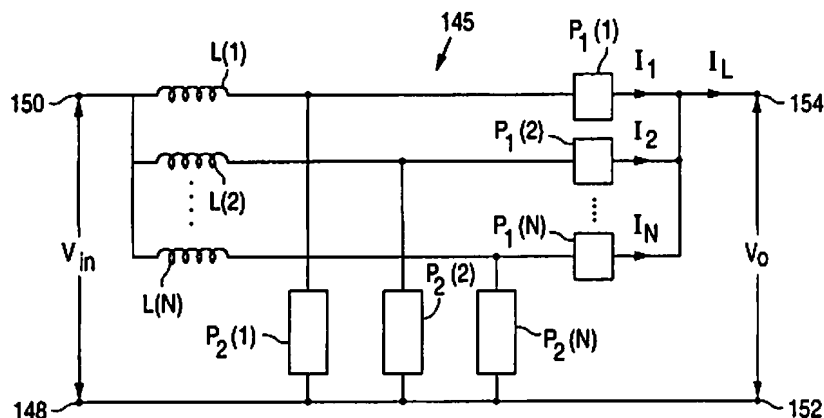 145
L(1)
P1(1)
I1
IL
150
154
P1(2)
I2
L(2)
P1(N)
IN
Vin
Vo
L(N)
P2(1)
P2(2)
P2(N)
148
152